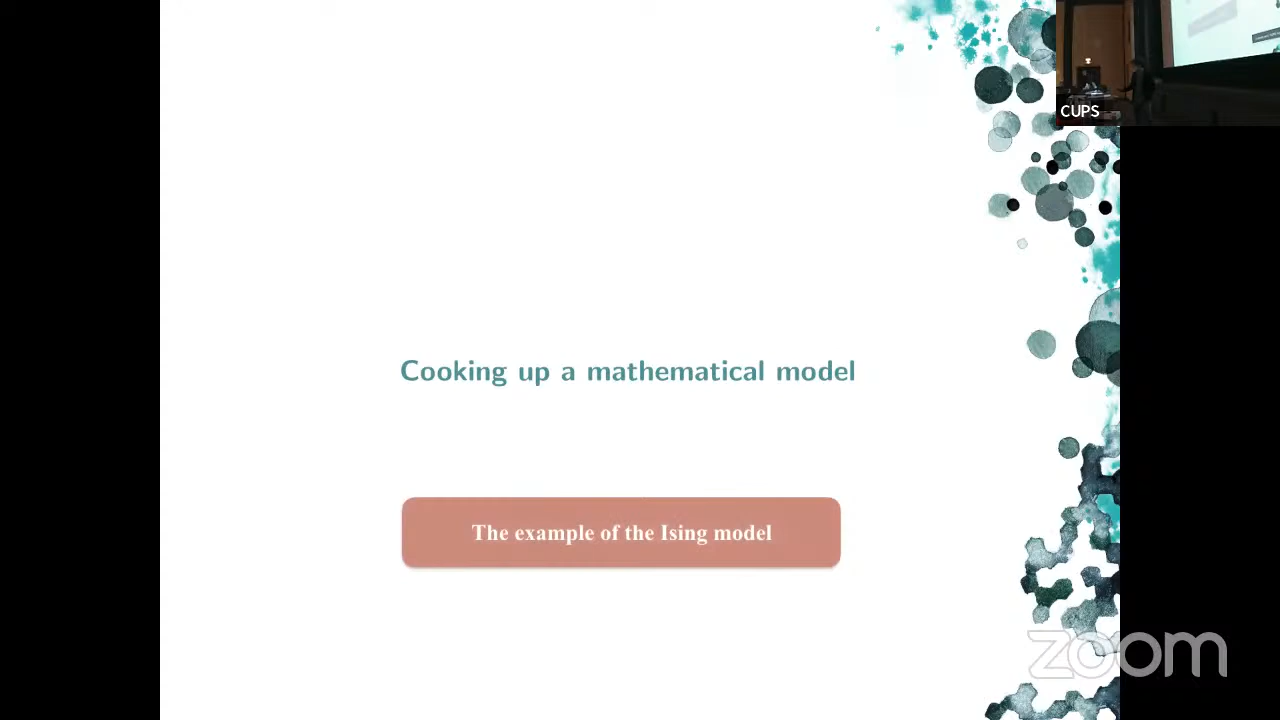 CUPS
Cooking up a mathematical model
The example of the Ising model
zoom